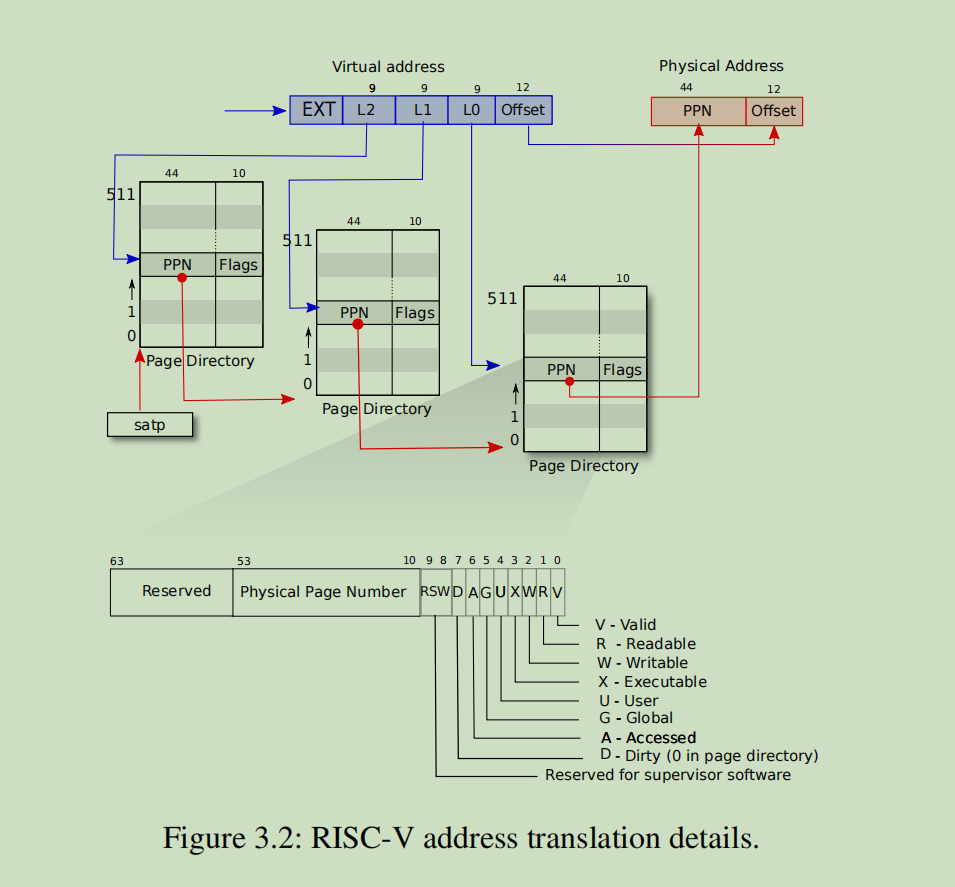 Virtual address
Physical Address
9 9 9 12
44 12
EXT L2 L1 L0 Offset
PPN Offset
44 10
511
PPN Flags
1
0
Page Directory
satp
44 10
511
PPN Flags
1
0
Page Directory
44 10
511
PPN Flags
1
0
Page Directory
63 53 10 9 8 7 6 5 4 3 2 1 0
Reserved Physical Page Number RSW D A G U X W R V
V - Valid
R - Readable
W - Writable
X - Executable
U - User
G - Global
A - Accessed
D - Dirty (0 in page directory)
Reserved for supervisor software
Figure 3.2: RISC-V address translation details.